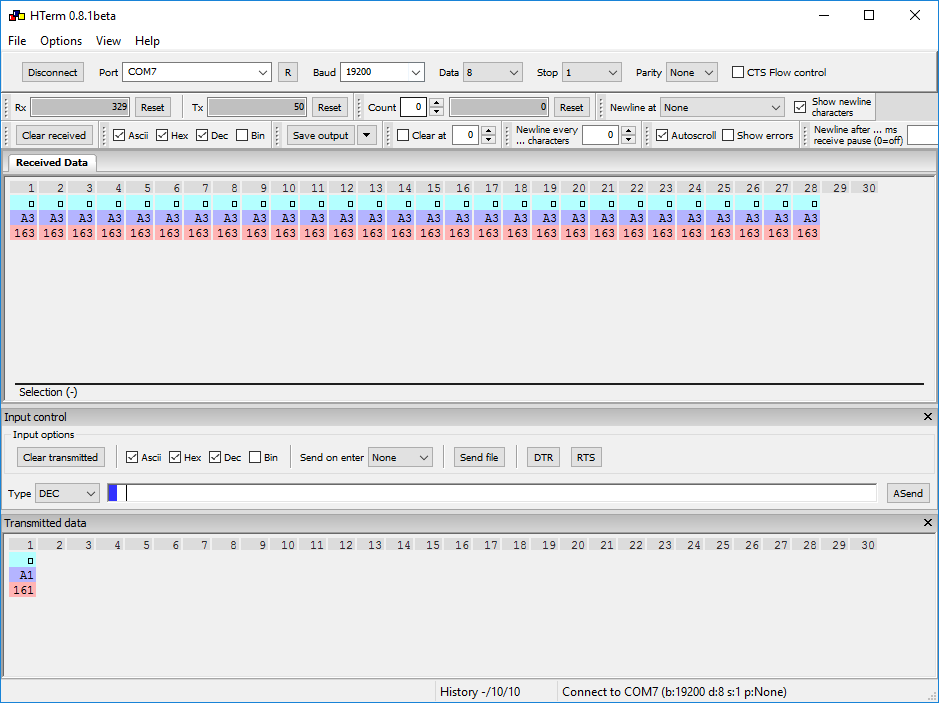 HTerm 0.8.1beta
File Options View Help
Disconnect Port COM7 R Baud 19200 Data 8 Stop 1 Parity None CTS Flow control
Rx 329 Reset Tx 50 Reset Count 0 0 Reset Newline at None Show newline characters
Clear received Ascii Hex Dec Bin Save output Clear at 0 Newline every ... characters 0 Autoscroll Show errors Newline after ... ms receive pause (0=off)
Received Data
1 2 3 4 5 6 7 8 9 10 11 12 13 14 15 16 17 18 19 20 21 22 23 24 25 26 27 28 29 30
A3 A3 A3 A3 A3 A3 A3 A3 A3 A3 A3 A3 A3 A3 A3 A3 A3 A3 A3 A3 A3 A3 A3 A3 A3 A3 A3 A3
163 163 163 163 163 163 163 163 163 163 163 163 163 163 163 163 163 163 163 163 163 163 163 163 163 163 163 163
Selection (-)
Input control
Input options
Clear transmitted Ascii Hex Dec Bin Send on enter None Send file DTR RTS
Type DEC ASend
Transmitted data
1 2 3 4 5 6 7 8 9 10 11 12 13 14 15 16 17 18 19 20 21 22 23 24 25 26 27 28 29 30
A1
161
History -/10/10 Connect to COM7 (b:19200 d:8 s:1 p:None)